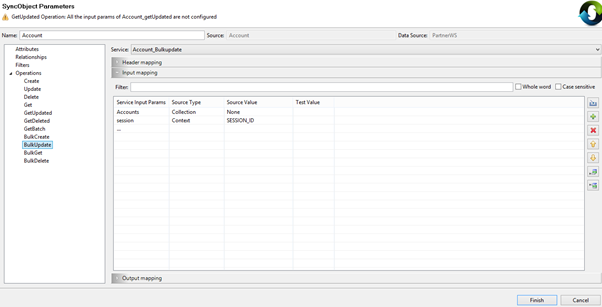 SyncObject Parameters
GetUpdated Operation: All the input params of Account_getUpdated are not configured
Name: Account Source: Account Data Source: PartnerWS
Attributes
Relationships
Filters
Operations
Create
Update
Delete
Get
GetUpdated
GetDeleted
GetBatch
BulkCreate
BulkUpdate
BulkGet
BulkDelete
Service: Account_Bulkupdate
Header mapping
Input mapping
Filter: Whole word Case sensitive
Service Input Params Source Type Source Value Test Value
Accounts Collection None
session Context SESSION_ID
...
Output mapping
Finish Cancel